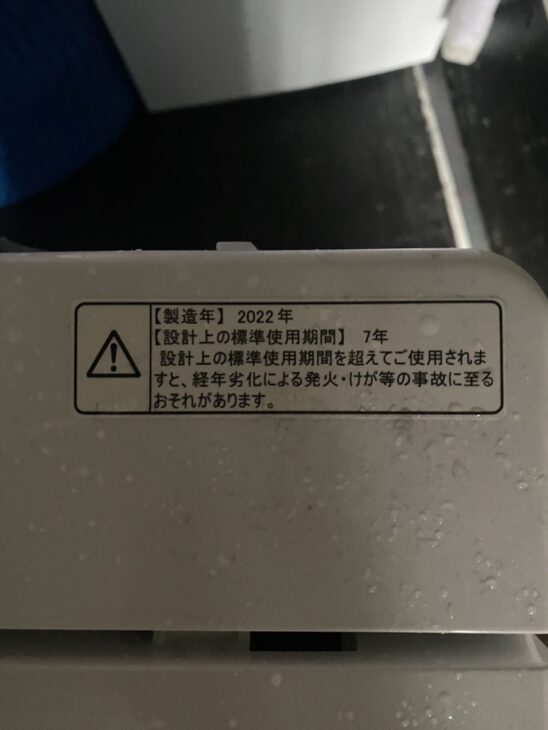 【製造年】 2022年
【設計上の標準使用期間】 7年
設計上の標準使用期間を超えてご使用されま
すと、経年劣化による発火・けが等の事故に至る
おそれがあります。